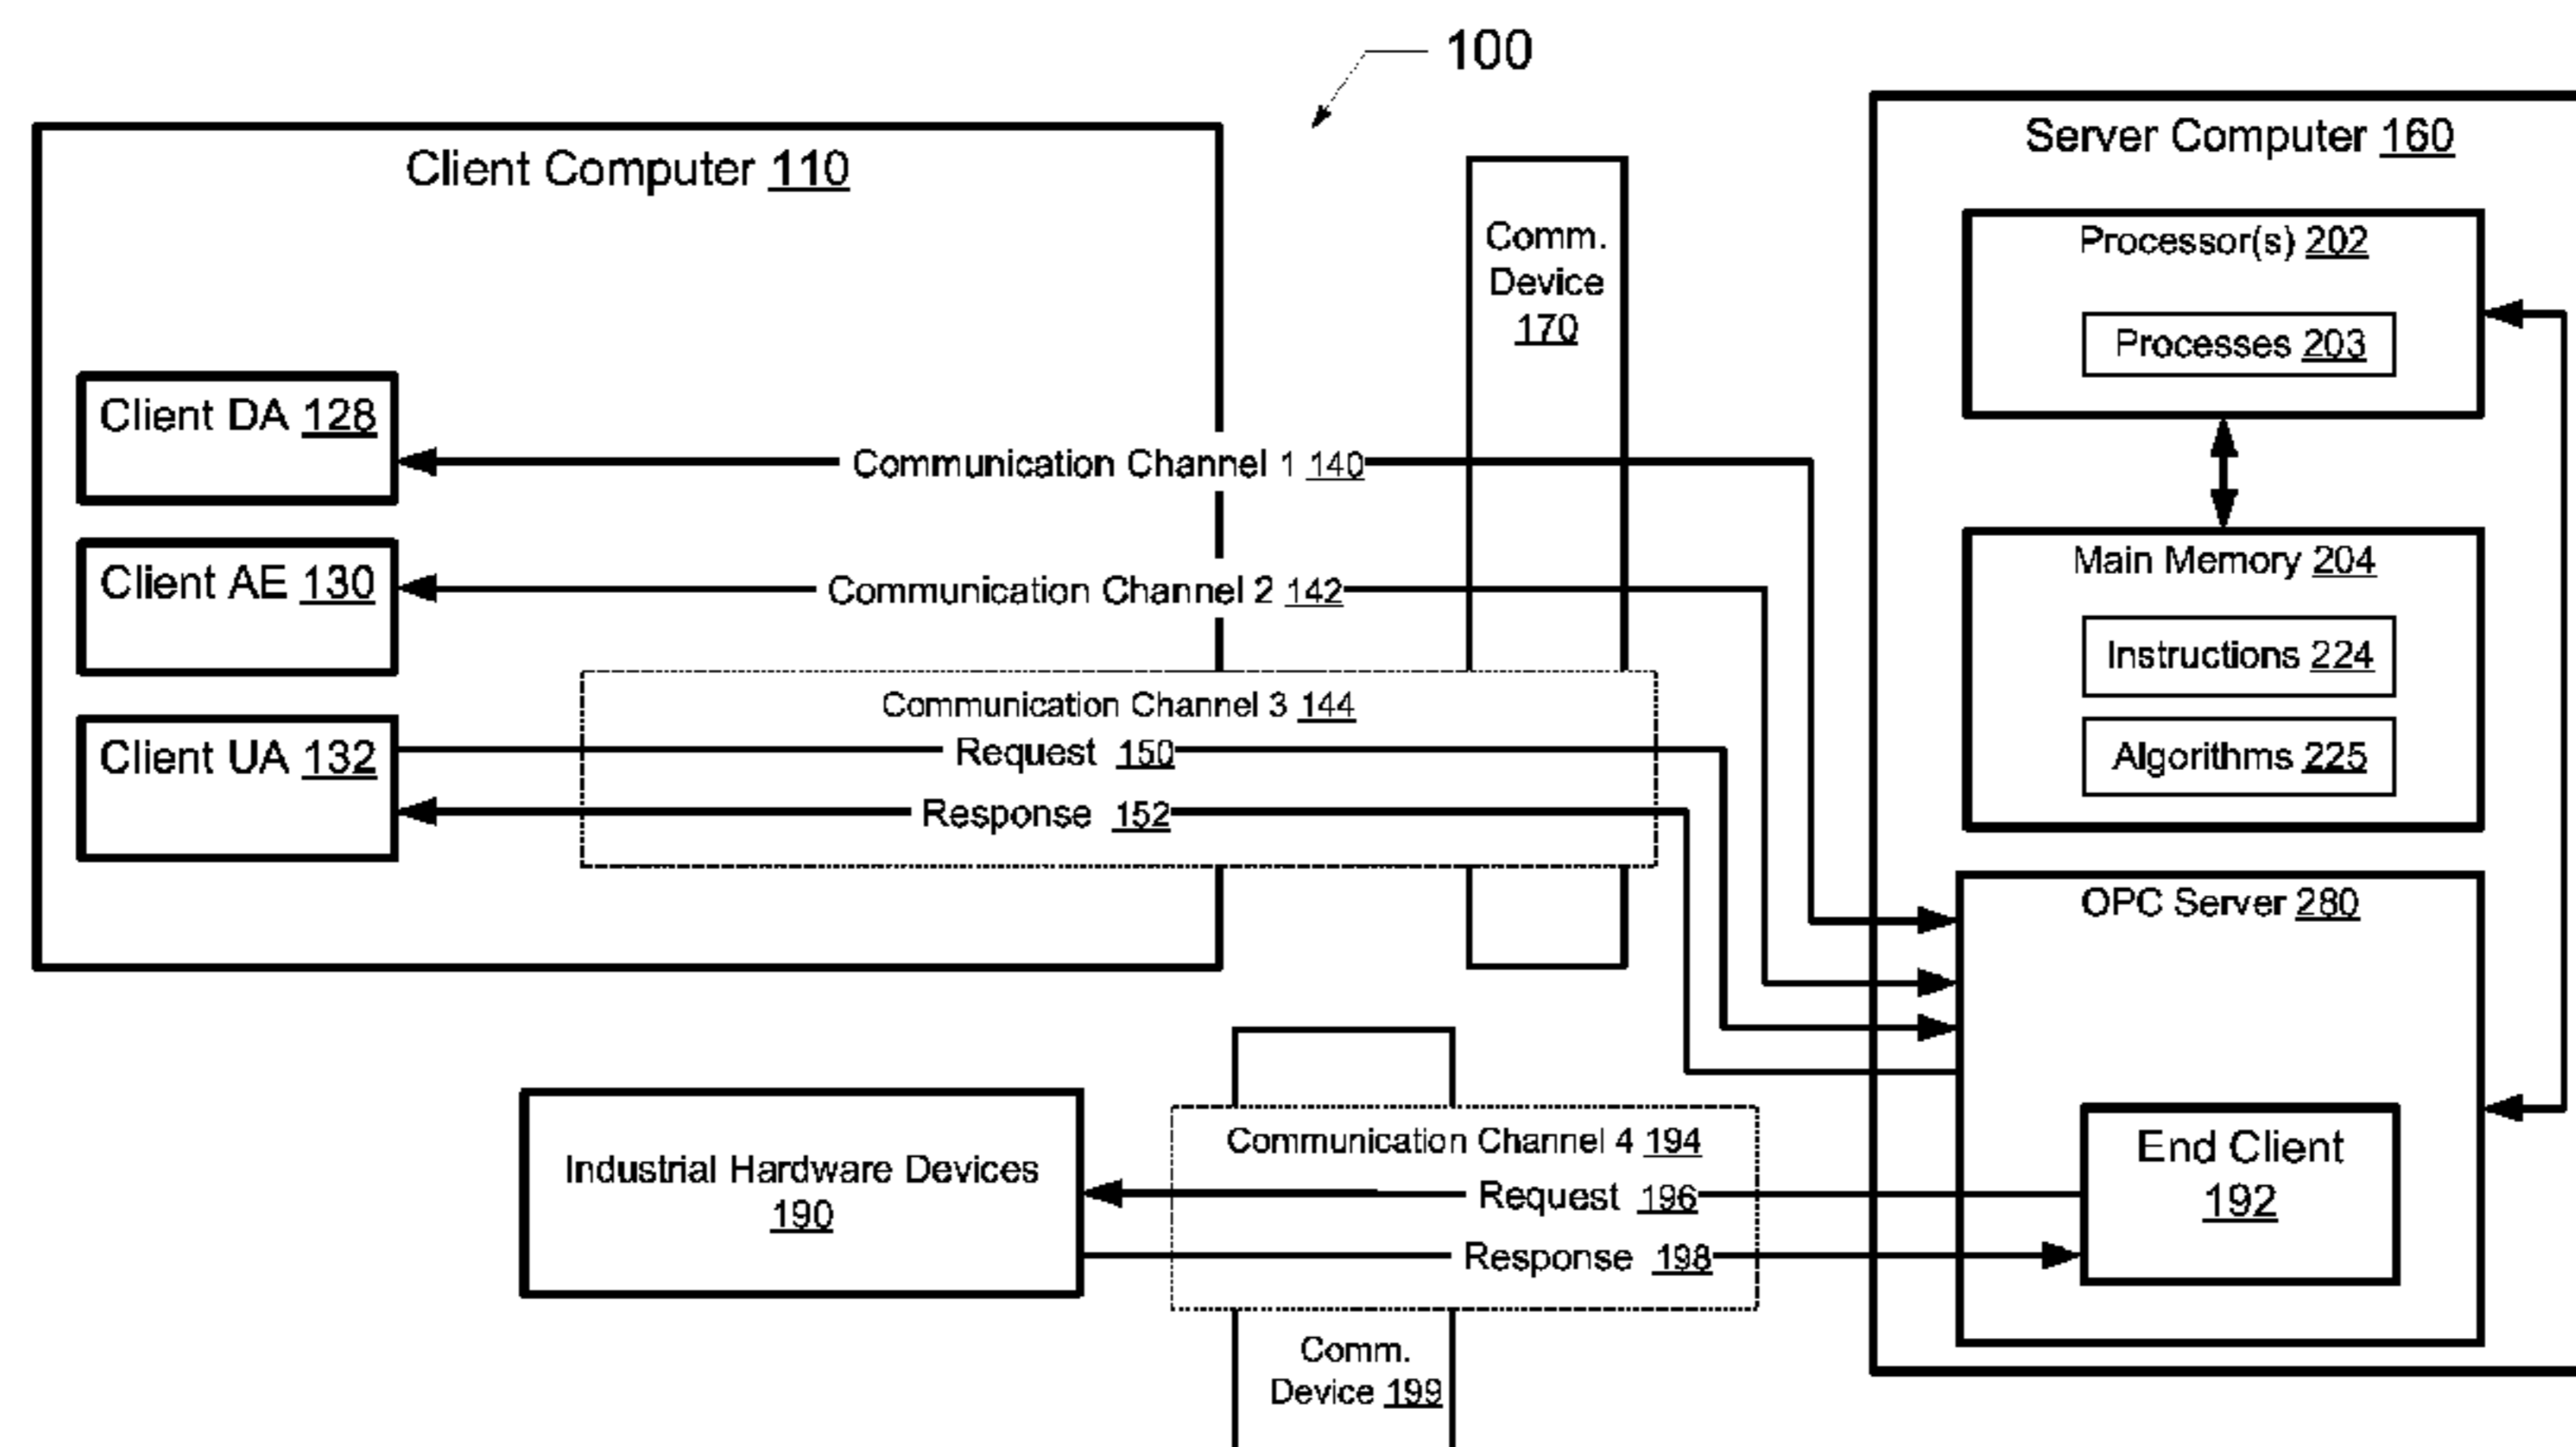 100
Client Computer 110
Client DA 128
Client AE 130
Client UA 132
Communication Channel 1 140
Communication Channel 2 142
Communication Channel 3 144
Request 150
Response 152
Comm.
Device
170
Server Computer 160
Processor(s) 202
Processes 203
Main Memory 204
Instructions 224
Algorithms 225
OPC Server 280
End Client
192
Industrial Hardware Devices
190
Communication Channel 4 194
Request 196
Response 198
Comm.
Device 199